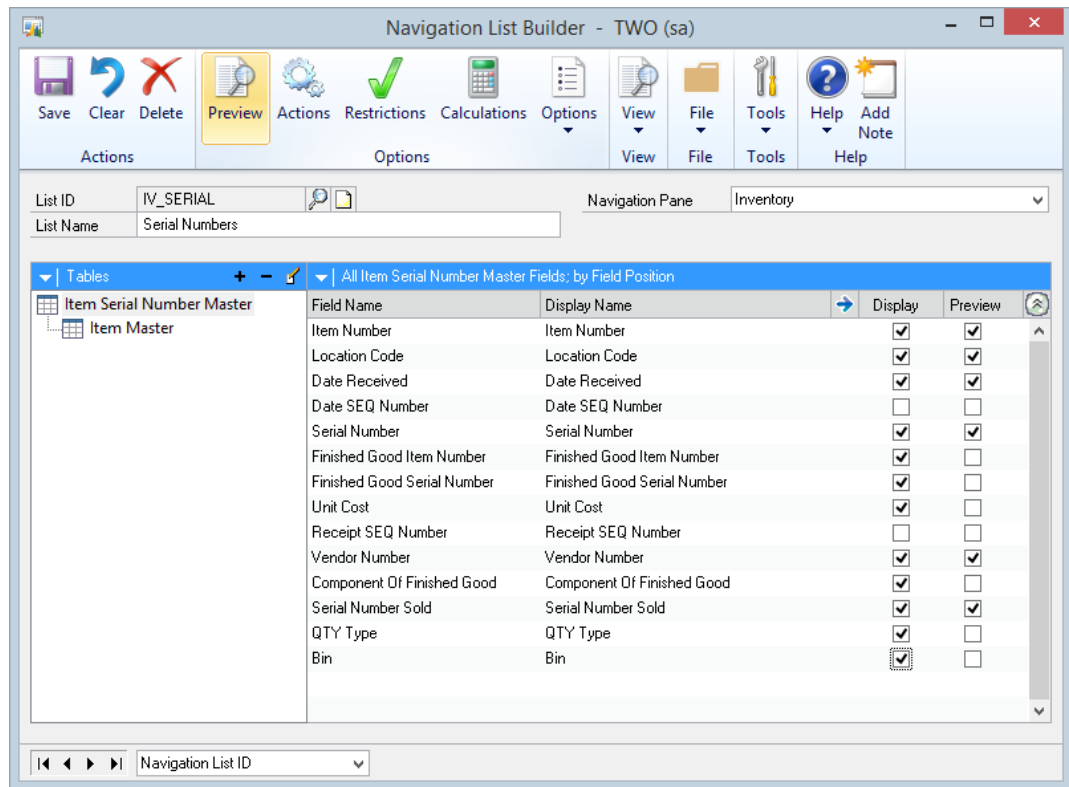 Navigation List Builder - TWO (sa)
Save Clear Delete Preview Actions Restrictions Calculations Options View File Tools Help Add Note
Actions Options View File Tools Help
List ID IV_SERIAL Navigation Pane Inventory
List Name Serial Numbers
Tables All Item Serial Number Master Fields; by Field Position
Item Serial Number Master Field Name Display Name Display Preview
Item Master Item Number Item Number
Location Code Location Code
Date Received Date Received
Date SEQ Number Date SEQ Number
Serial Number Serial Number
Finished Good Item Number Finished Good Item Number
Finished Good Serial Number Finished Good Serial Number
Unit Cost Unit Cost
Receipt SEQ Number Receipt SEQ Number
Vendor Number Vendor Number
Component Of Finished Good Component Of Finished Good
Serial Number Sold Serial Number Sold
QTY Type QTY Type
Bin Bin
Navigation List ID